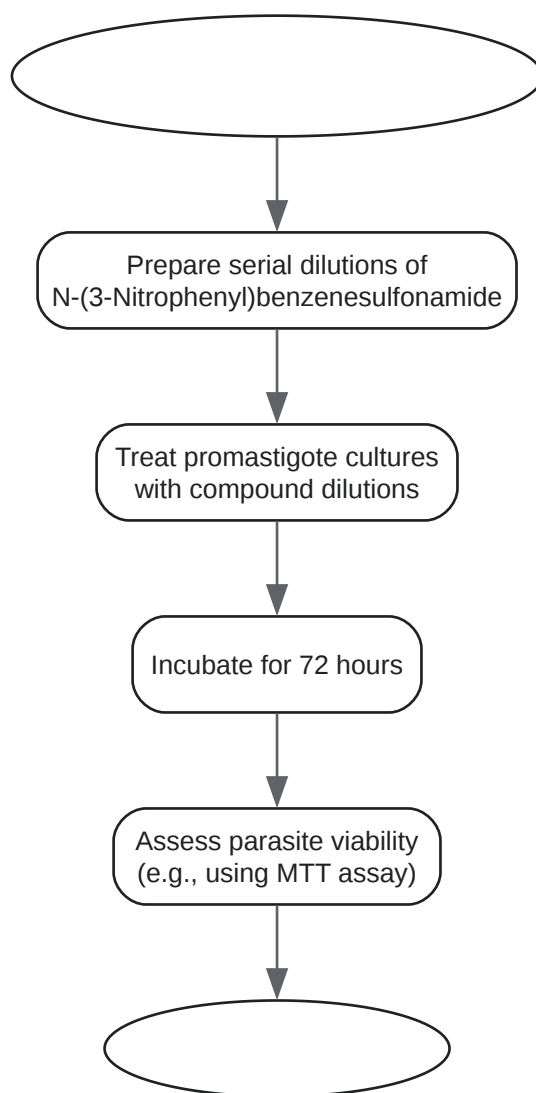 Prepare serial dilutions of
N-(3-Nitrophenyl)benzenesulfonamide
Treat promastigote cultures
with compound dilutions
Incubate for 72 hours
Assess parasite viability
(e.g., using MTT assay)